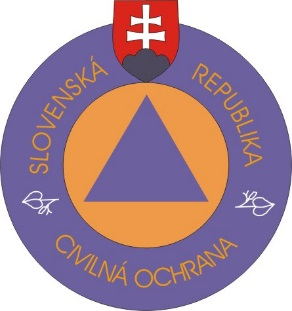 SLOVENSKÁ REPUBLIKA
CIVILNÁ OCHRANA